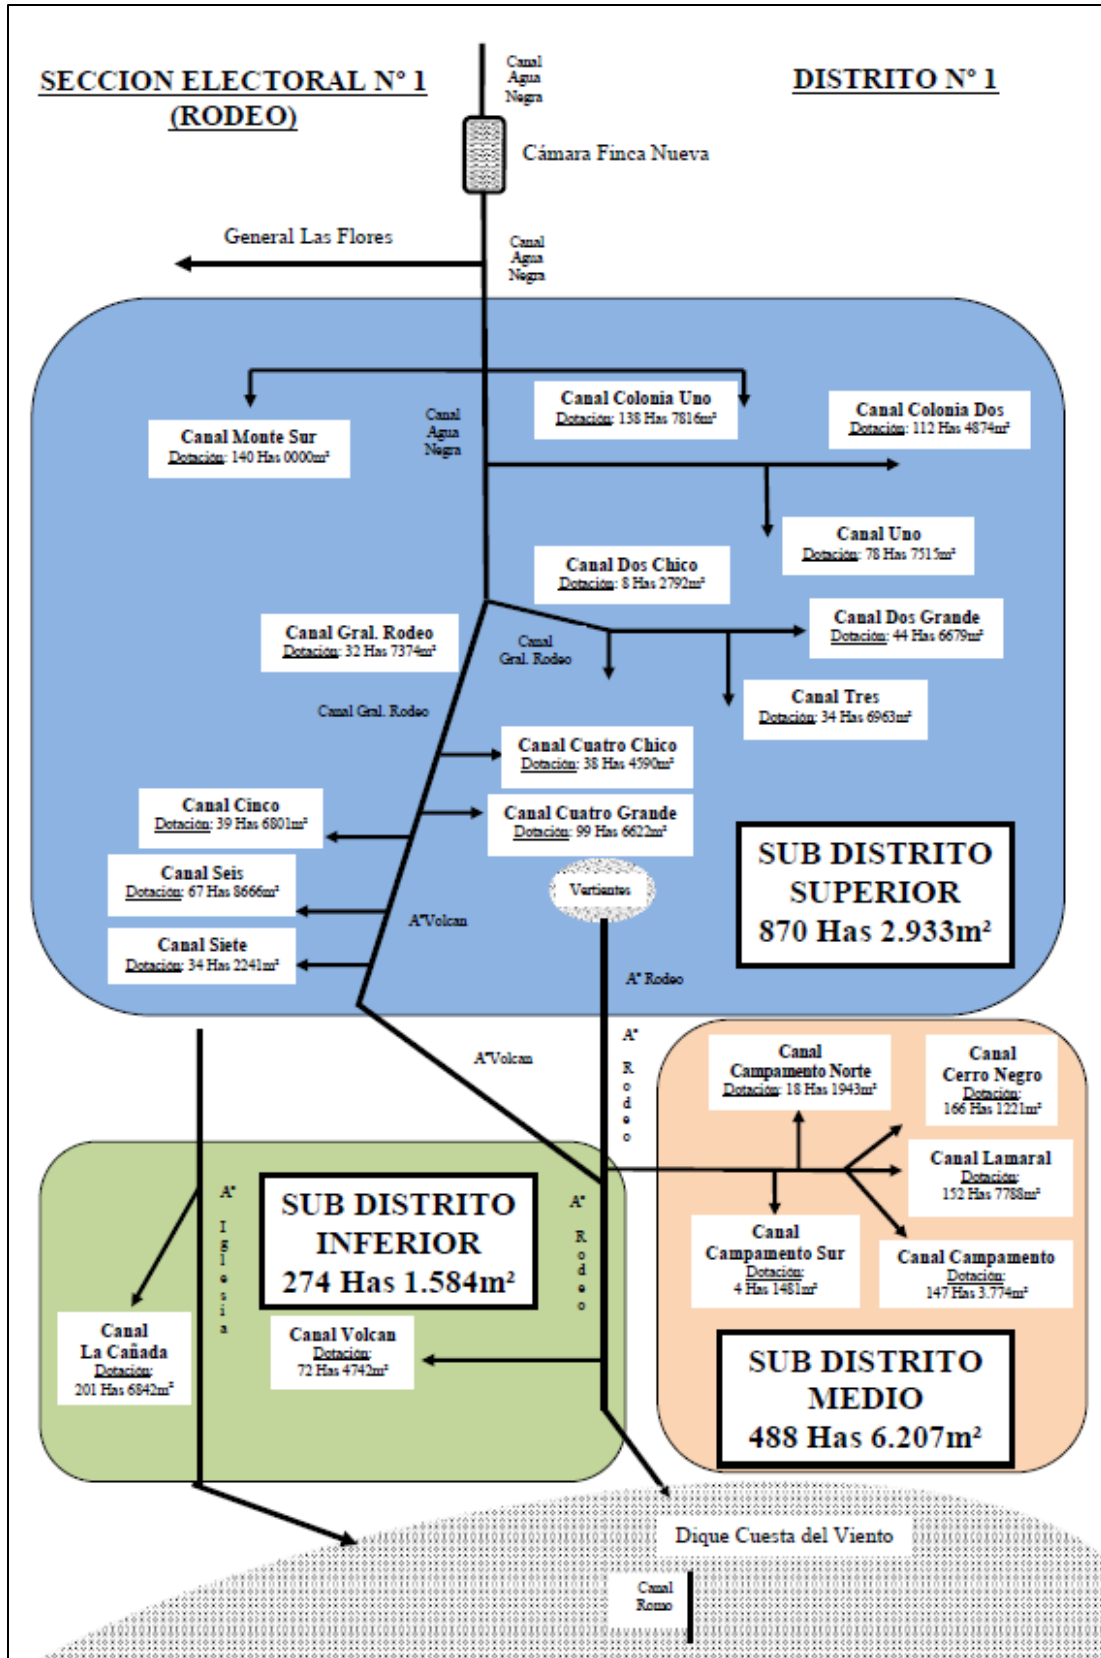 SECCION ELECTORAL Nº 1
(RODEO)
DISTRITO Nº 1
Canal
Agua
Negra
Cámara Finca Nueva
General Las Flores
Canal
Agua
Negra
Canal Monte Sur
Dotación: 140 Has 0000m²
Canal
Agua
Negra
Canal Colonia Uno
Dotación: 138 Has 7816m²
Canal Colonia Dos
Dotación: 112 Has 4874m²
Canal Uno
Dotación: 78 Has 7515m²
Canal Dos Chico
Dotación: 8 Has 2792m²
Canal Dos Grande
Dotación: 44 Has 6679m²
Canal Gral. Rodeo
Dotación: 32 Has 7374m²
Canal
Gral. Rodeo
Canal Tres
Dotación: 34 Has 6963m²
Canal Gral. Rodeo
Canal Cuatro Chico
Dotación: 38 Has 4590m²
Canal Cinco
Dotación: 39 Has 6801m²
Canal Cuatro Grande
Dotación: 99 Has 6622m²
Canal Seis
Dotación: 67 Has 8666m²
Vertientes
SUB DISTRITO
SUPERIOR
870 Has 2.933m²
AºVolcan
Canal Siete
Dotación: 34 Has 2241m²
Aº Rodeo
AºVolcan
Aº
R
o
d
e
o
Canal
Campamento Norte
Dotación: 18 Has 1943m²
Canal
Cerro Negro
Dotación:
166 Has 1221m²
Canal Lamaral
Dotación:
152 Has 7788m²
Canal
Campamento Sur
Dotación:
4 Has 1481m²
Canal Campamento
Dotación:
147 Has 3.774m²
SUB DISTRITO
MEDIO
488 Has 6.207m²
Aº
I
g
l
e
s
i
a
SUB DISTRITO
INFERIOR
274 Has 1.584m²
Aº
R
o
d
e
o
Canal
La Cañada
Dotación:
201 Has 6842m²
Canal Volcan
Dotación:
72 Has 4742m²
Dique Cuesta del Viento
Canal
Romo